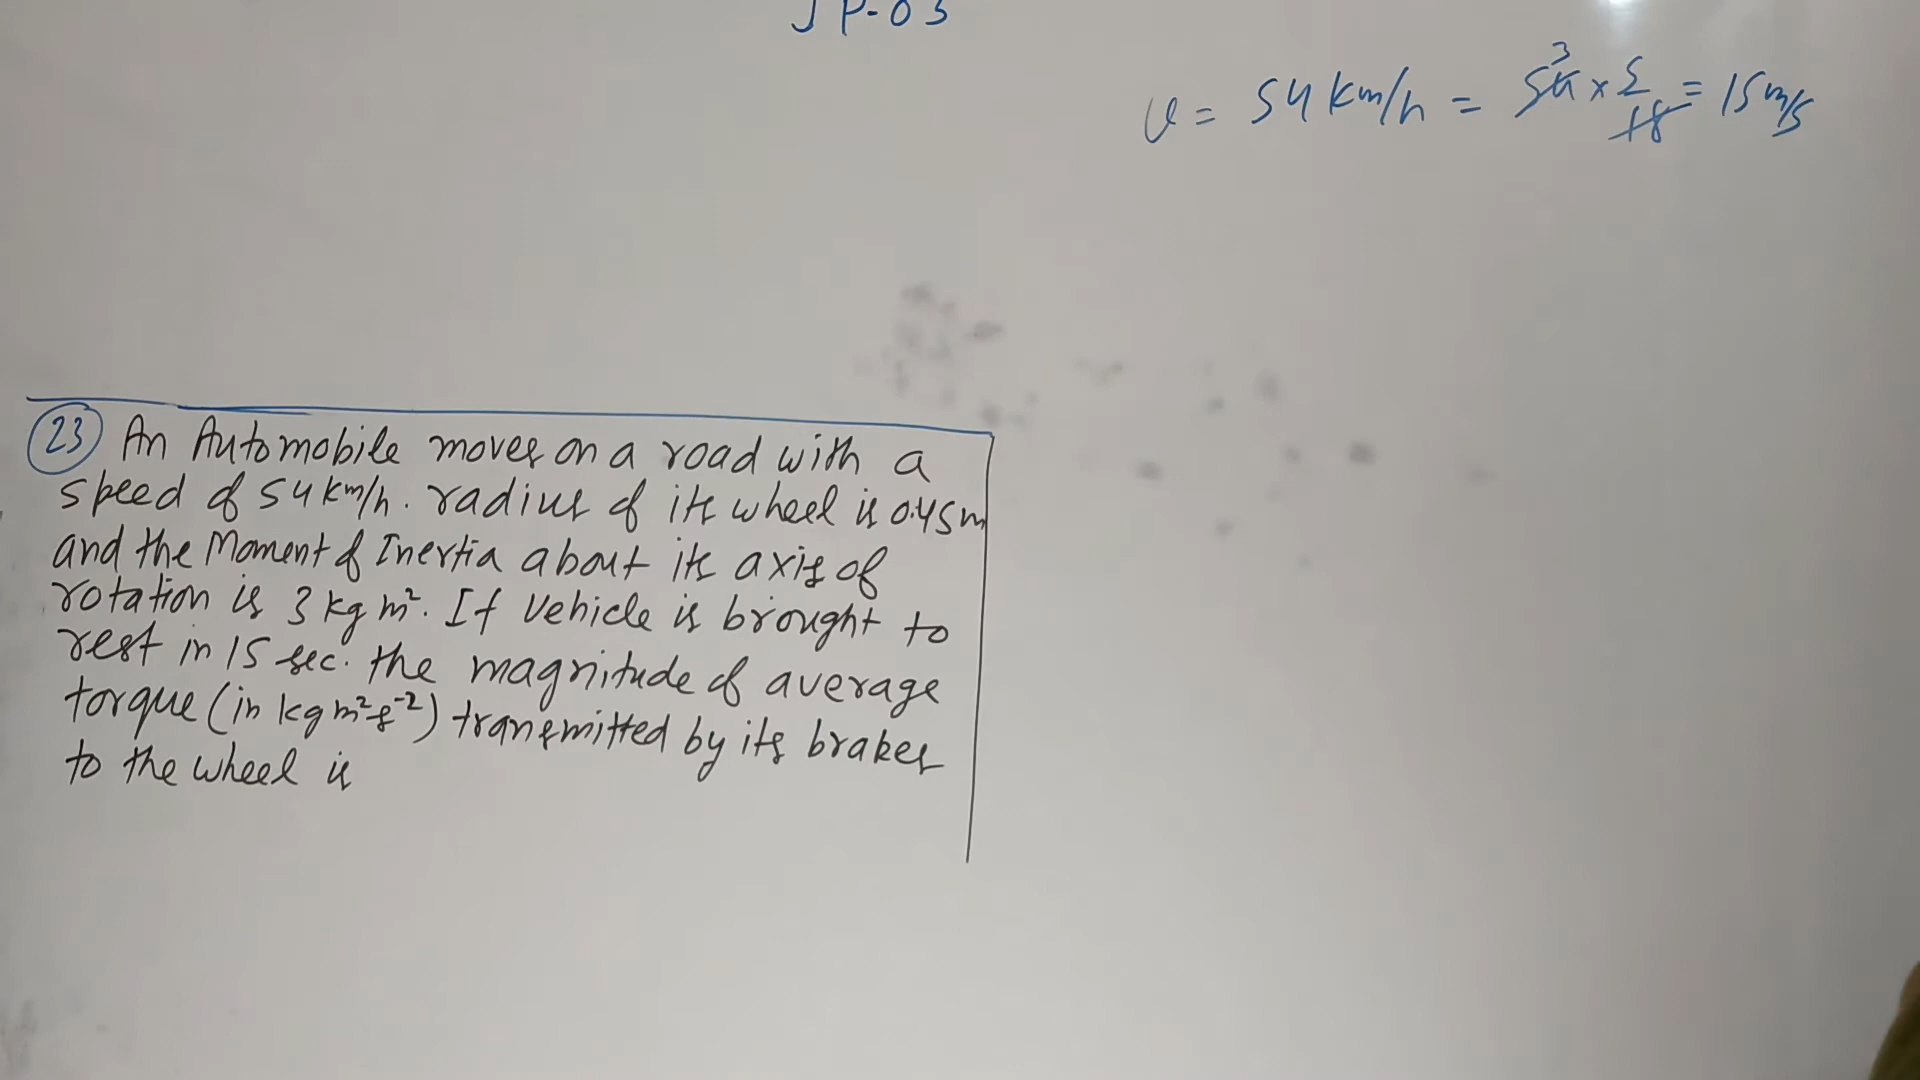 JP-03
v = 54 km/h = 54 3 × 5/18 = 15 m/s
23 An Automobile moves on a road with a
speed of 54 km/h. radius of its wheel is 0.45m
and the Moment of Inertia about its axis of
rotation is 3 kg m². If vehicle is brought to
rest in 15 sec. the magnitude of average
torque (in kg m² s⁻²) transmitted by its brakes
to the wheel is